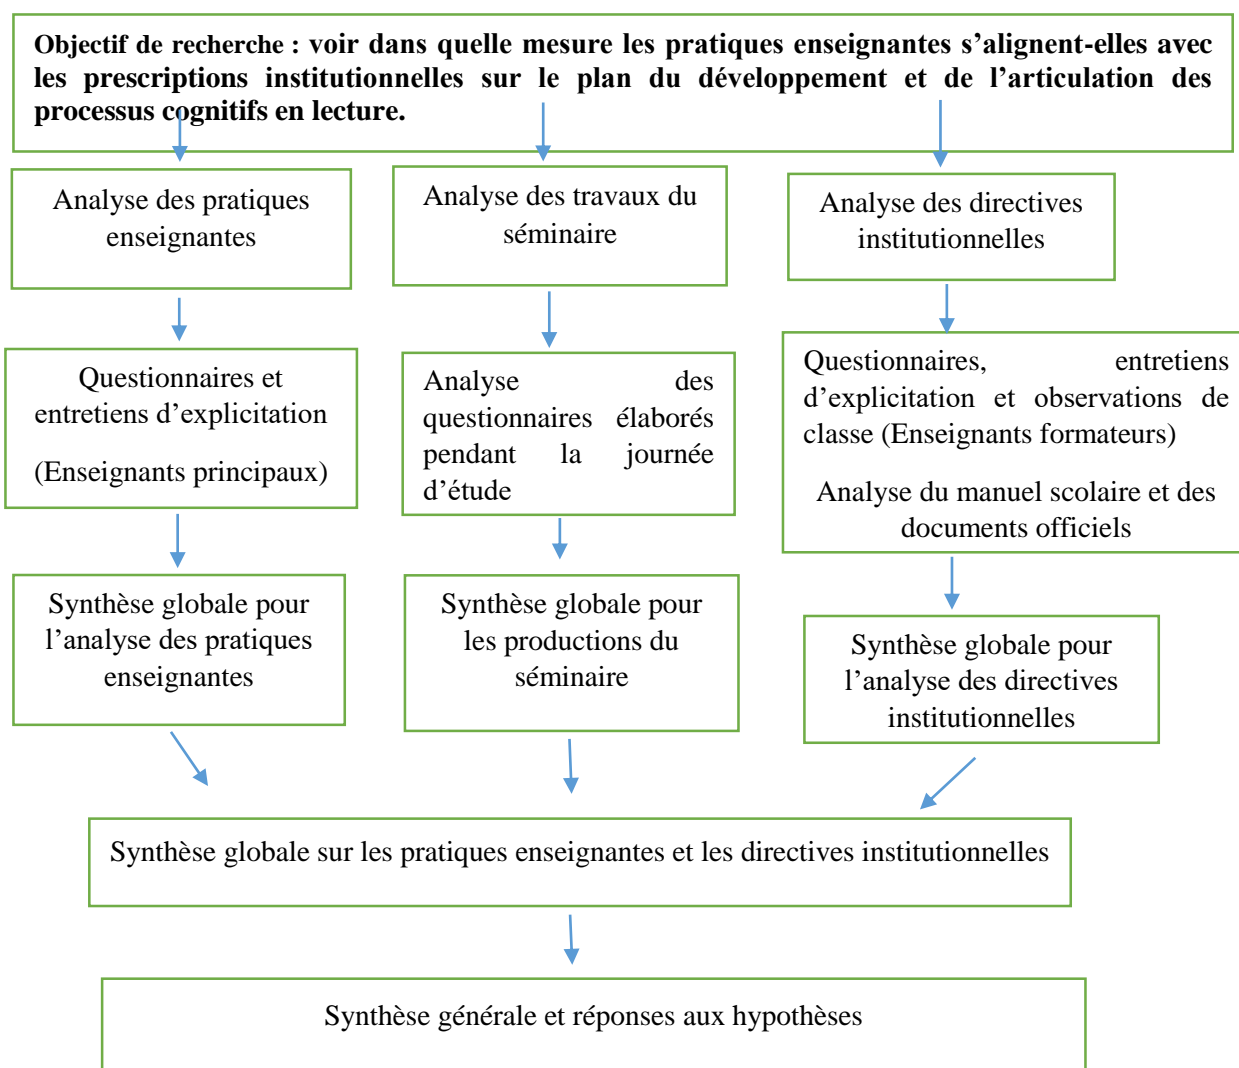 Objectif de recherche : voir dans quelle mesure les pratiques enseignantes s’alignent-elles avec
les prescriptions institutionnelles sur le plan du développement et de l’articulation des
processus cognitifs en lecture.
Analyse des pratiques
enseignantes
Analyse des travaux du
séminaire
Analyse des directives
institutionnelles
Questionnaires et
entretiens d’explicitation
(Enseignants principaux)
Analyse des
questionnaires élaborés
pendant la journée
d’étude
Questionnaires, entretiens
d’explicitation et observations de
classe (Enseignants formateurs)
Analyse du manuel scolaire et des
documents officiels
Synthèse globale pour
l’analyse des pratiques
enseignantes
Synthèse globale pour
les productions du
séminaire
Synthèse globale pour
l’analyse des directives
institutionnelles
Synthèse globale sur les pratiques enseignantes et les directives institutionnelles
Synthèse générale et réponses aux hypothèses